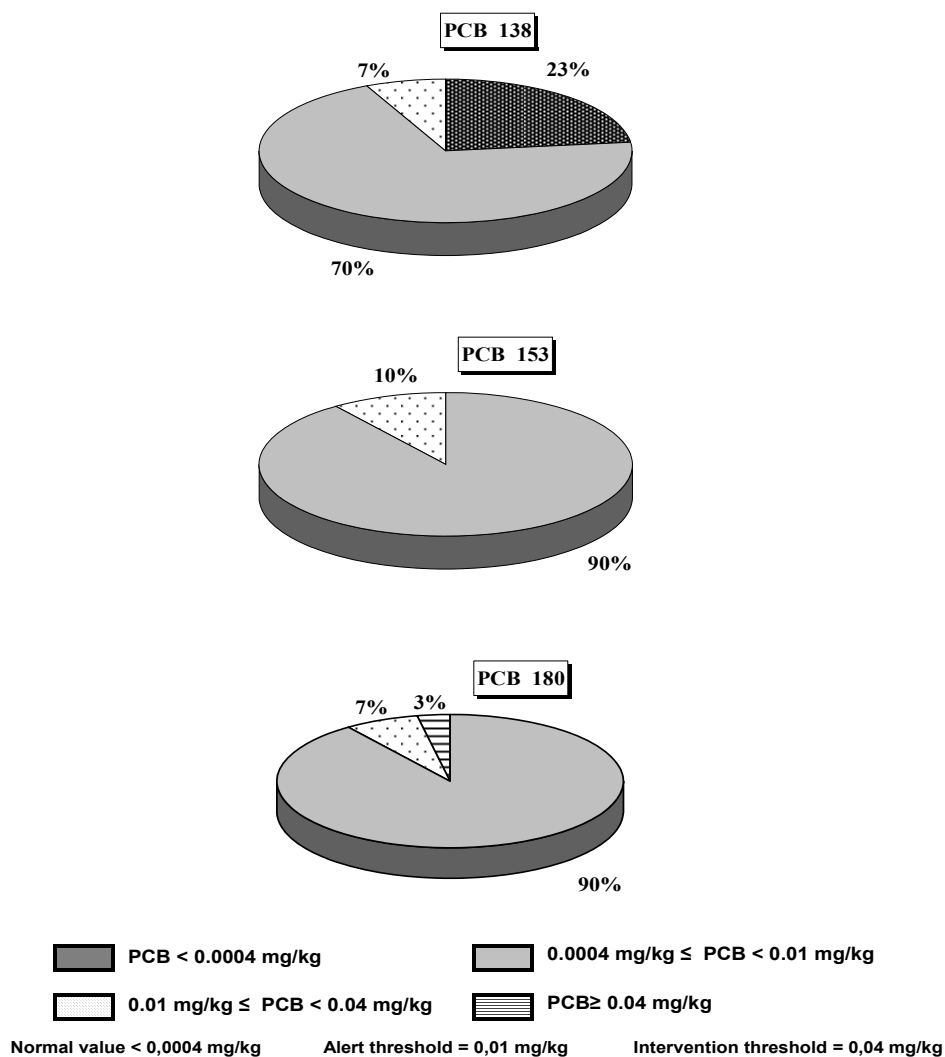 PCB 138
7%
23%
70%
PCB 153
10%
90%
PCB 180
7%
3%
90%
PCB < 0.0004 mg/kg
0.0004 mg/kg ≤ PCB < 0.01 mg/kg
0.01 mg/kg ≤ PCB < 0.04 mg/kg
PCB≥ 0.04 mg/kg
Normal value < 0,0004 mg/kg Alert threshold = 0,01 mg/kg Intervention threshold = 0,04 mg/kg